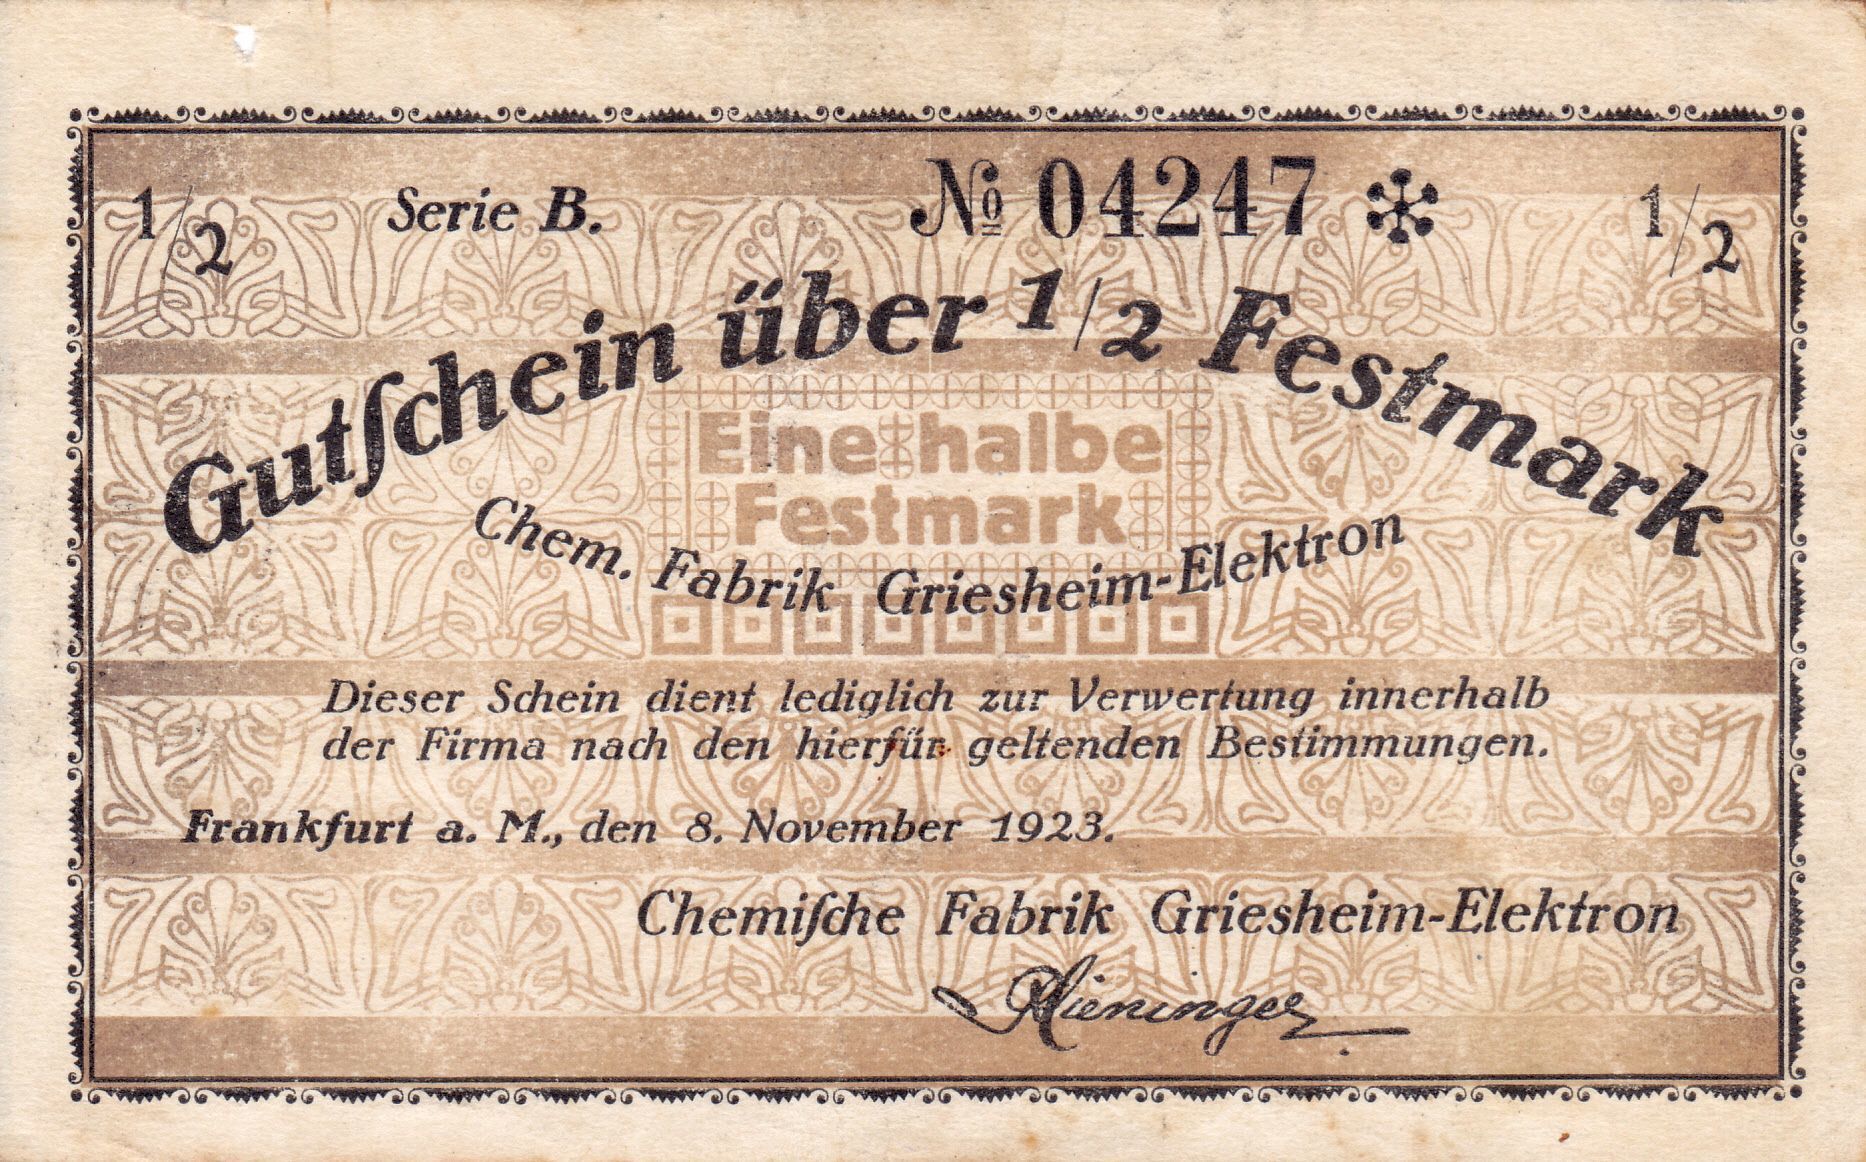 1/2 Serie B. № 04247 * 1/2
Gutſchein über 1/2 Festmark
Eine halbe
Festmark
Chem. Fabrik Griesheim-Elektron
Dieser Schein dient lediglich zur Verwertung innerhalb
der Firma nach den hierfür geltenden Bestimmungen.
Frankfurt a. M., den 8. November 1923.
Chemiſche Fabrik Griesheim-Elektron